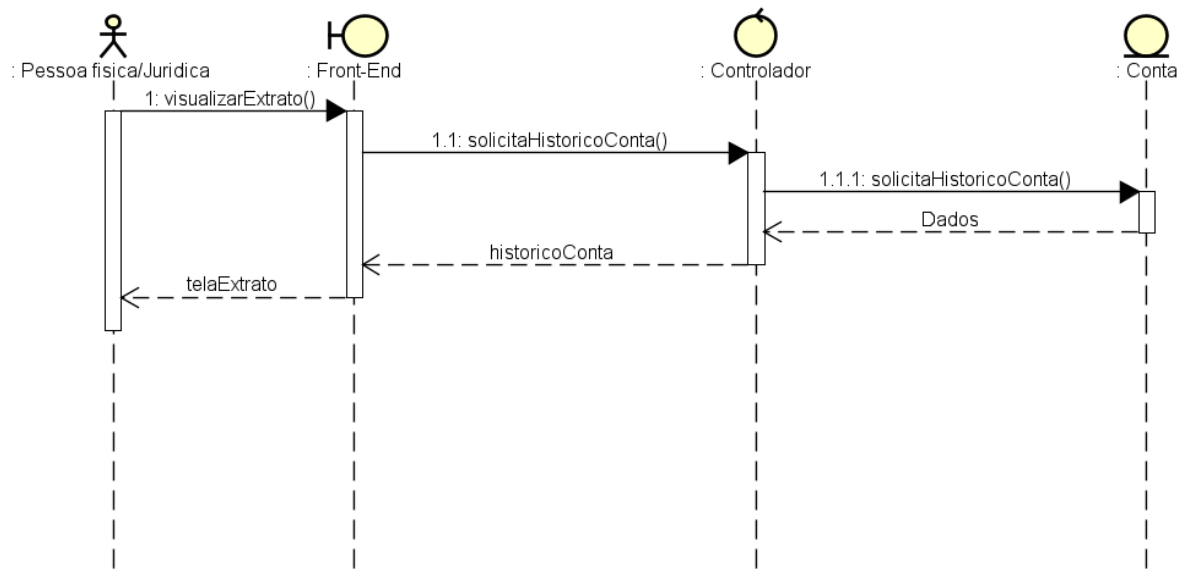 : Pessoa fisica/Juridica
: Front-End
: Controlador
: Conta
1: visualizarExtrato()
1.1: solicitaHistoricoConta()
1.1.1: solicitaHistoricoConta()
Dados
historicoConta
telaExtrato